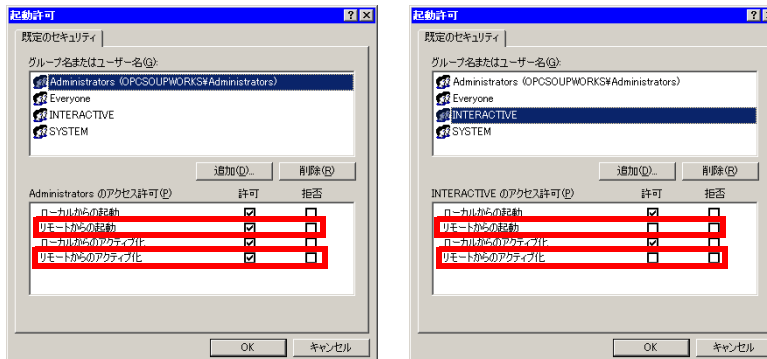 起動許可
既定のセキュリティ
グループ名またはユーザー名(G):
Administrators (OPCSOUPWORKS¥Administrators)
Everyone
INTERACTIVE
SYSTEM
追加(D)...
削除(R)
Administrators のアクセス許可(P) 許可 拒否
ローカルからの起動
リモートからの起動
ローカルからのアクティブ化
リモートからのアクティブ化
OK
キャンセル
起動許可
既定のセキュリティ
グループ名またはユーザー名(G):
Administrators (OPCSOUPWORKS¥Administrators)
Everyone
INTERACTIVE
SYSTEM
追加(D)...
削除(R)
INTERACTIVE のアクセス許可(P) 許可 拒否
ローカルからの起動
リモートからの起動
ローカルからのアクティブ化
リモートからのアクティブ化
OK
キャンセル